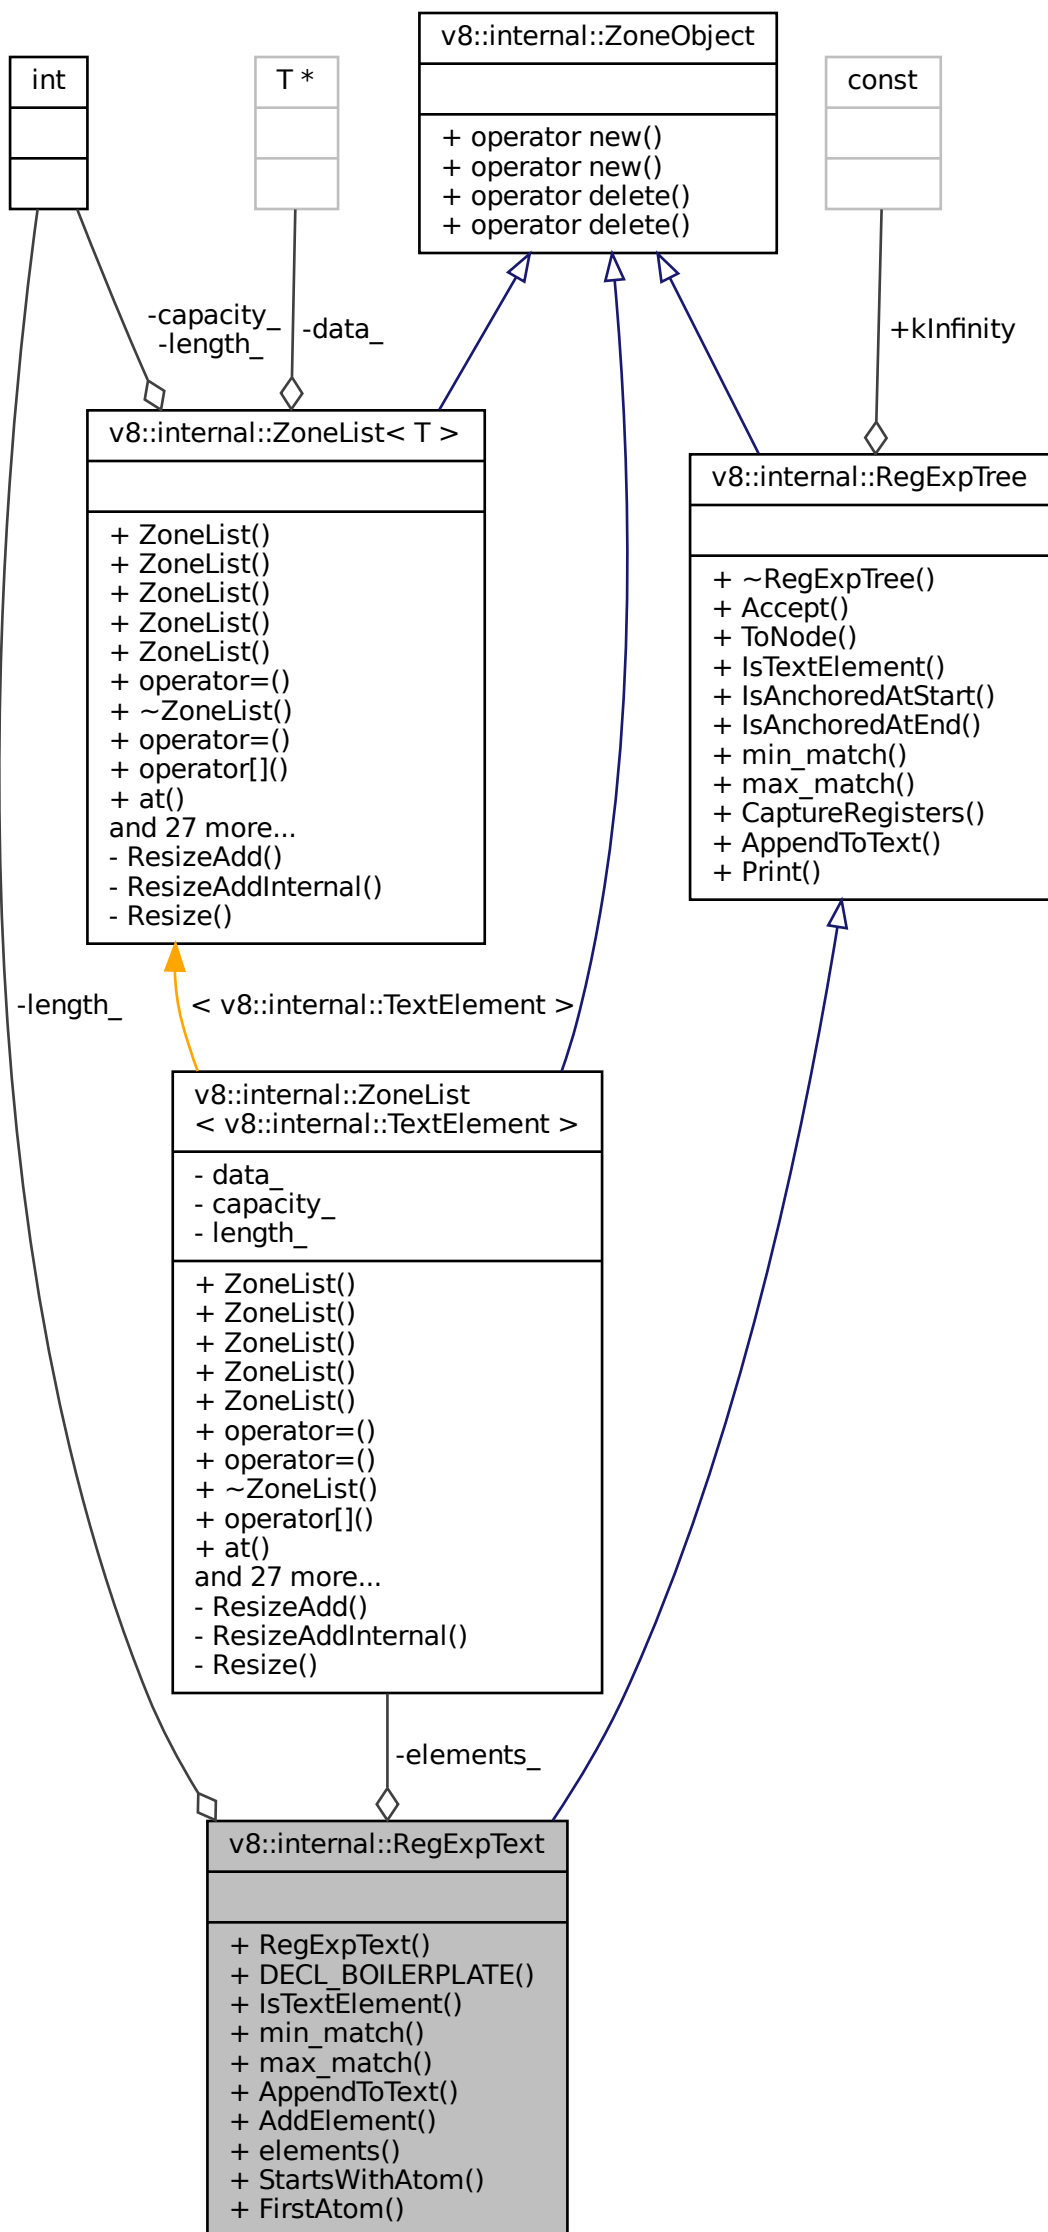 v8::internal::ZoneObject
+ operator new()
+ operator new()
+ operator delete()
+ operator delete()
int
T *
const
-capacity_
-length_
-data_
+kInfinity
v8::internal::ZoneList< T >
+ ZoneList()
+ ZoneList()
+ ZoneList()
+ ZoneList()
+ ZoneList()
+ operator=()
+ ~ZoneList()
+ operator=()
+ operator[]()
+ at()
and 27 more...
- ResizeAdd()
- ResizeAddInternal()
- Resize()
v8::internal::RegExpTree
+ ~RegExpTree()
+ Accept()
+ ToNode()
+ IsTextElement()
+ IsAnchoredAtStart()
+ IsAnchoredAtEnd()
+ min_match()
+ max_match()
+ CaptureRegisters()
+ AppendToText()
+ Print()
-length_
< v8::internal::TextElement >
v8::internal::ZoneList
< v8::internal::TextElement >
- data_
- capacity_
- length_
+ ZoneList()
+ ZoneList()
+ ZoneList()
+ ZoneList()
+ ZoneList()
+ operator=()
+ operator=()
+ ~ZoneList()
+ operator[]()
+ at()
and 27 more...
- ResizeAdd()
- ResizeAddInternal()
- Resize()
-elements_
v8::internal::RegExpText
+ RegExpText()
+ DECL_BOILERPLATE()
+ IsTextElement()
+ min_match()
+ max_match()
+ AppendToText()
+ AddElement()
+ elements()
+ StartsWithAtom()
+ FirstAtom()